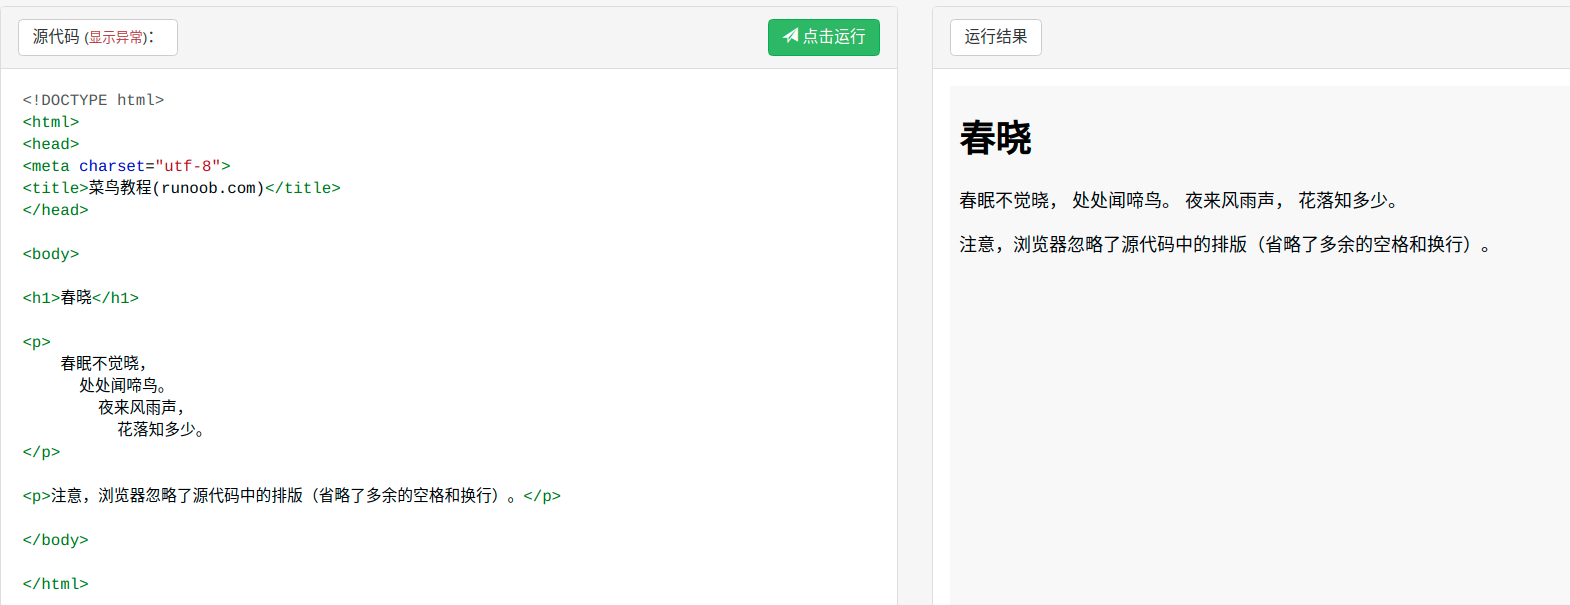 源代码 (显示异常)：
点击运行
<!DOCTYPE html>
<html>
<head>
<meta charset="utf-8">
<title>菜鸟教程(runoob.com)</title>
</head>
<body>
<h1>春晓</h1>
<p>
春眠不觉晓，
处处闻啼鸟。
夜来风雨声，
花落知多少。
</p>
<p>注意，浏览器忽略了源代码中的排版（省略了多余的空格和换行）。</p>
</body>
</html>
运行结果
春晓
春眠不觉晓， 处处闻啼鸟。 夜来风雨声， 花落知多少。
注意，浏览器忽略了源代码中的排版（省略了多余的空格和换行）。